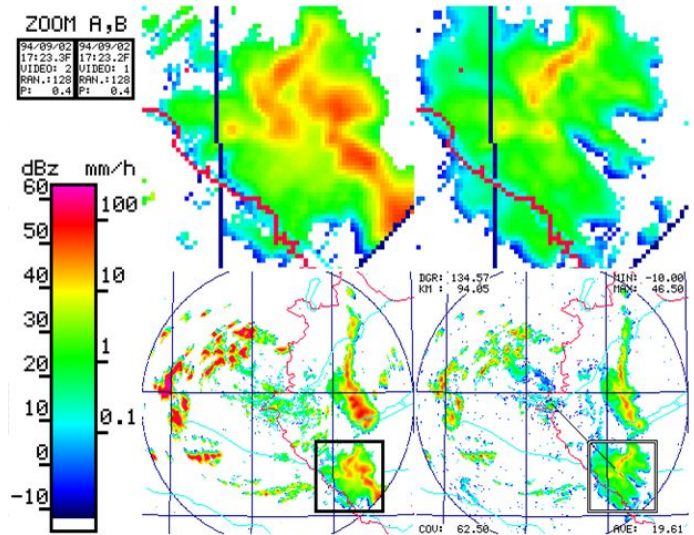 ZOOM A,B
94/09/02 94/09/02
17:23.3F 17:23.2F
VIDEO: 2 VIDEO: 1
RAN.:128 RAN.:128
P: 0.4 P: 0.4
dBz mm/h
60
100
50
40
10
30
1
20
10
0.1
0
-10
DGR: 134.57 MIN: -10.00
KM : 94.05 MAX: 46.50
COV: 62.50 AVE: 19.61